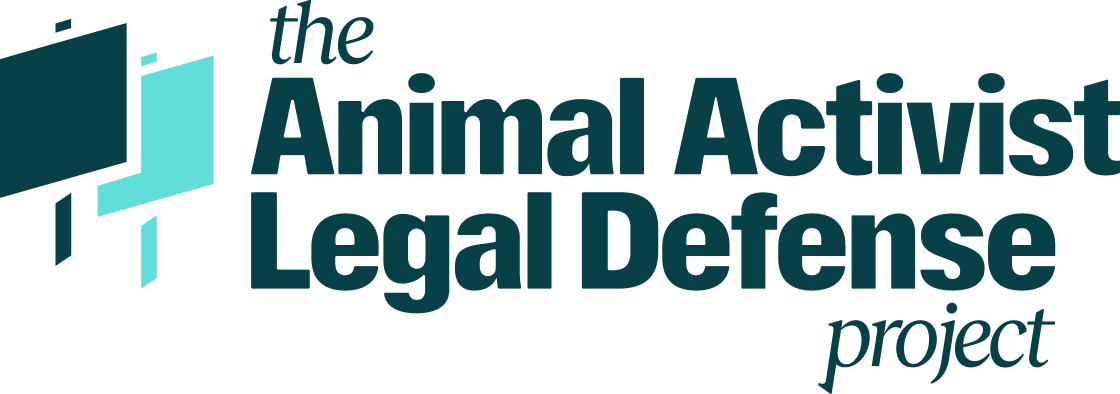 the
Animal Activist
Legal Defense
project